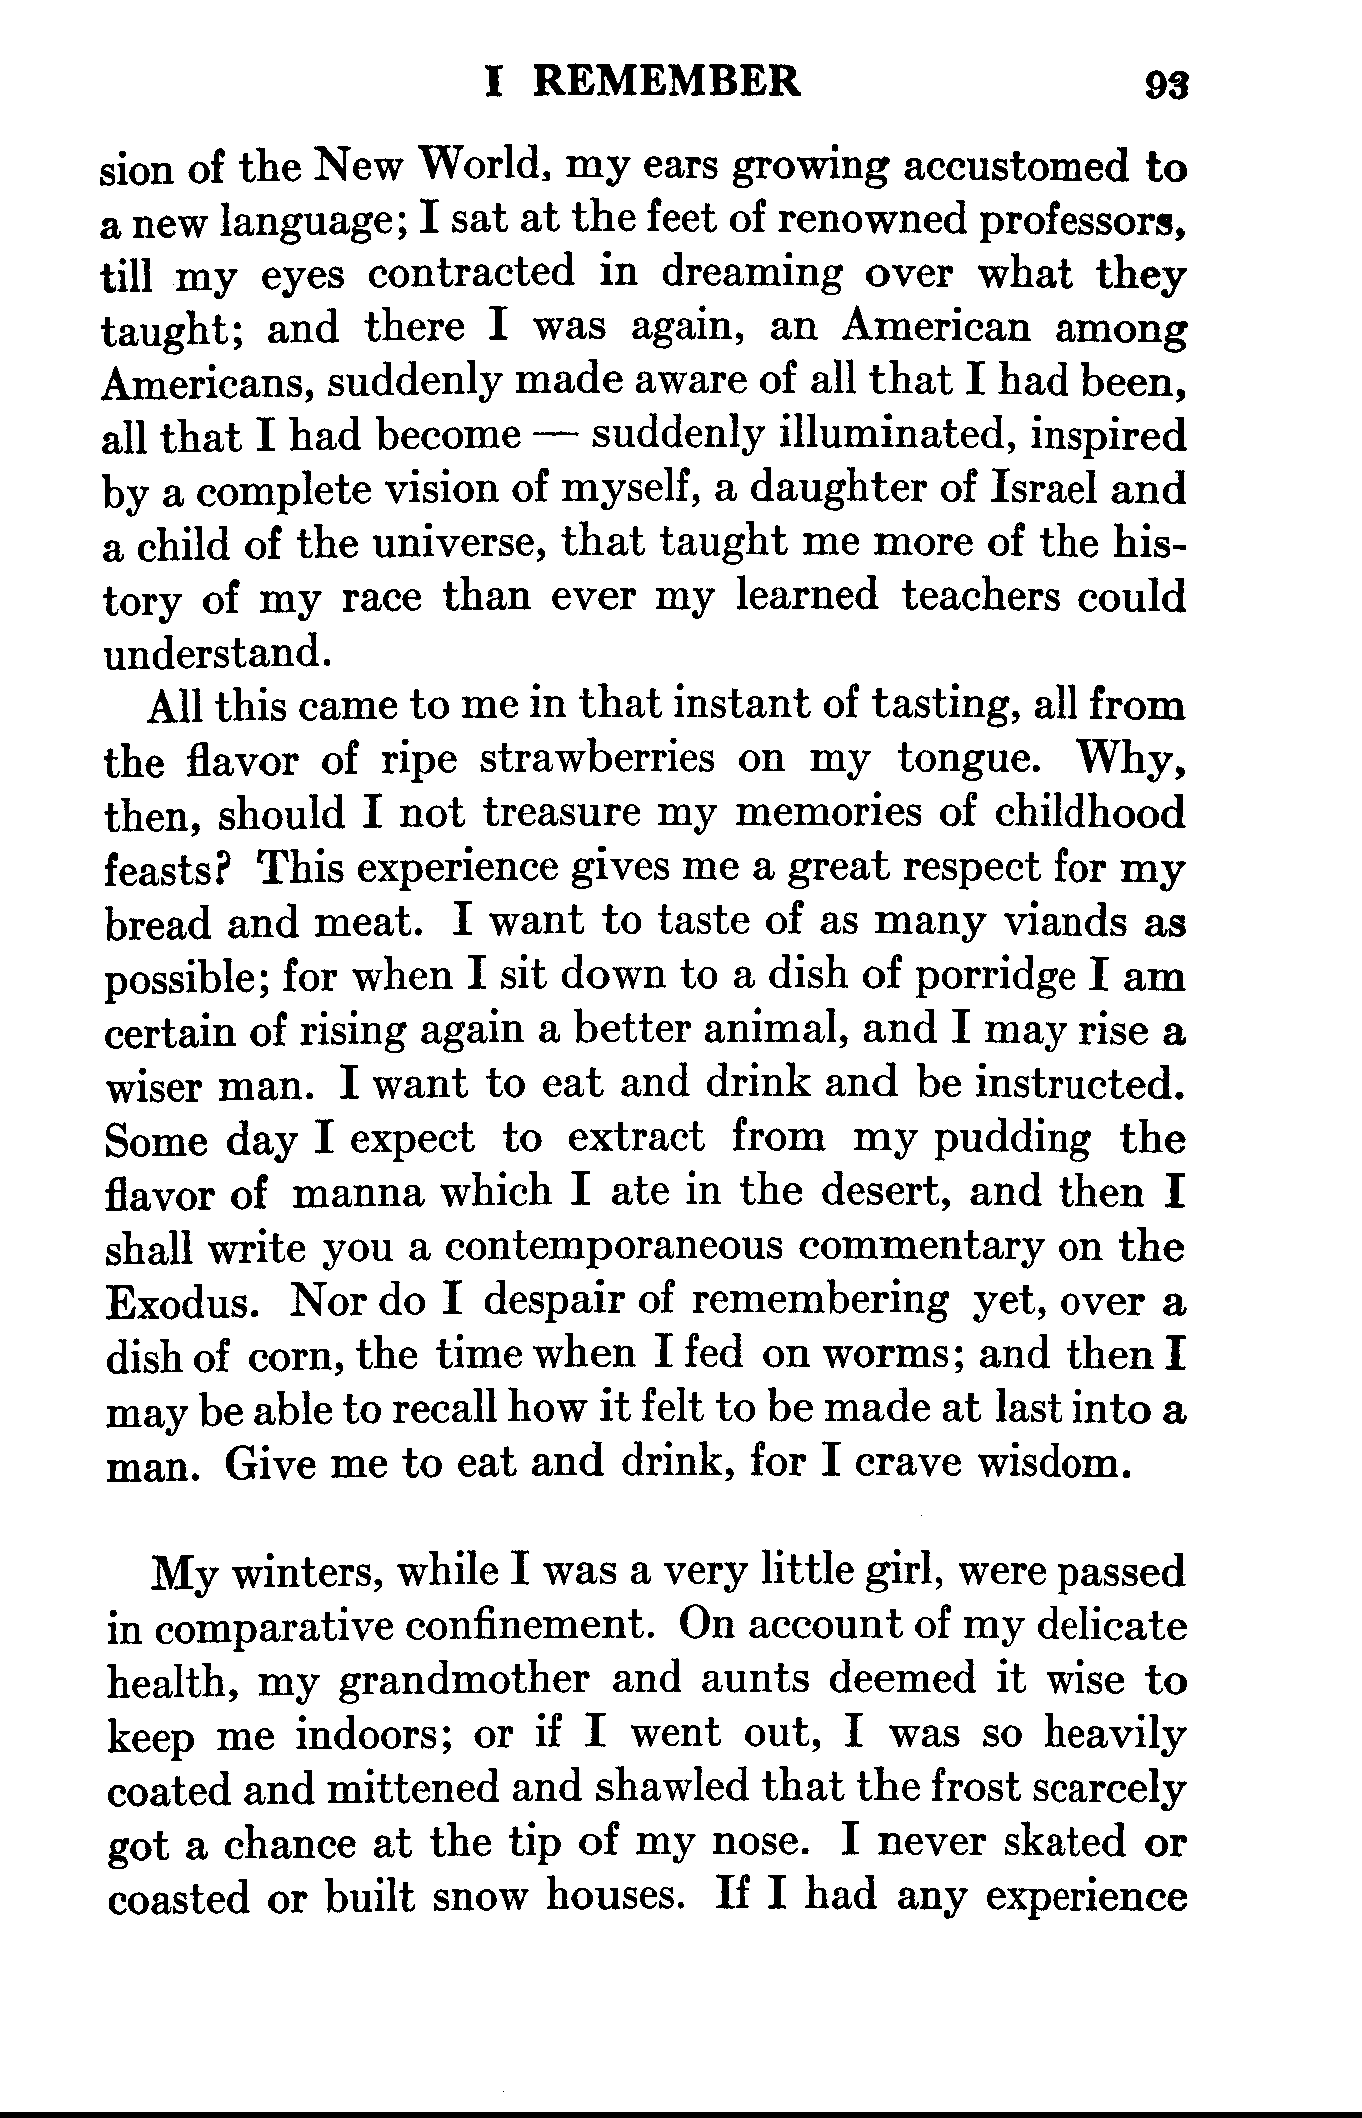 I REMEMBER 93
sion of the New World, my ears growing accustomed to
a new language; I sat at the feet of renowned professors,
till my eyes contracted in dreaming over what they
taught; and there I was again, an American among
Americans, suddenly made aware of all that I had been,
all that I had become — suddenly illuminated, inspired
by a complete vision of myself, a daughter of Israel and
a child of the universe, that taught me more of the his-
tory of my race than ever my learned teachers could
understand.
All this came to me in that instant of tasting, all from
the flavor of ripe strawberries on my tongue. Why,
then, should I not treasure my memories of childhood
feasts? This experience gives me a great respect for my
bread and meat. I want to taste of as many viands as
possible; for when I sit down to a dish of porridge I am
certain of rising again a better animal, and I may rise a
wiser man. I want to eat and drink and be instructed.
Some day I expect to extract from my pudding the
flavor of manna which I ate in the desert, and then I
shall write you a contemporaneous commentary on the
Exodus. Nor do I despair of remembering yet, over a
dish of corn, the time when I fed on worms; and then I
may be able to recall how it felt to be made at last into a
man. Give me to eat and drink, for I crave wisdom.
My winters, while I was a very little girl, were passed
in comparative confinement. On account of my delicate
health, my grandmother and aunts deemed it wise to
keep me indoors; or if I went out, I was so heavily
coated and mittened and shawled that the frost scarcely
got a chance at the tip of my nose. I never skated or
coasted or built snow houses. If I had any experience